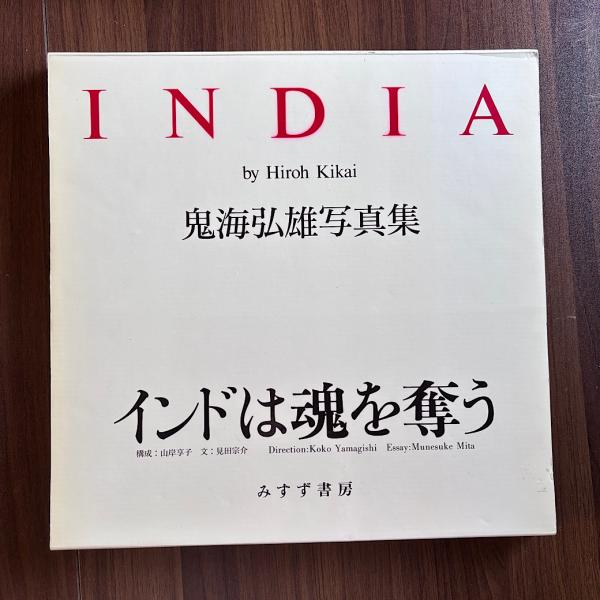 INDIA
by Hiroh Kikai
鬼海弘雄写真集
インドは魂を奪う
構成:山岸享子 文:見田宗介 Direction:Koko Yamagishi Essay:Munesuke Mita
みすず書房